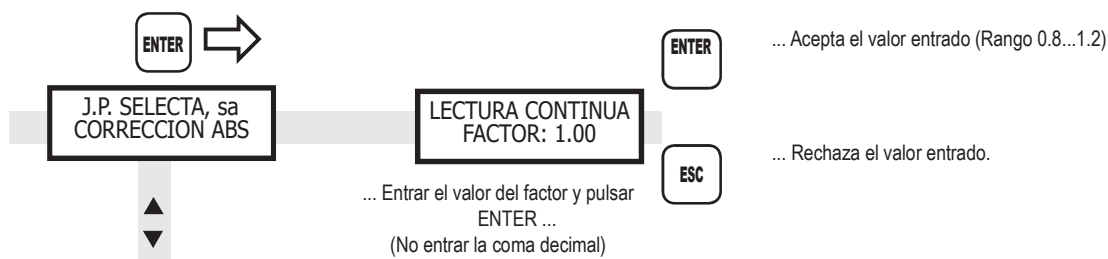 ENTER
J.P. SELECTA, sa
CORRECCION ABS
LECTURA CONTINUA
FACTOR: 1.00
... Entrar el valor del factor y pulsar
ENTER ...
(No entrar la coma decimal)
ENTER
... Acepta el valor entrado (Rango 0.8...1.2)
ESC
... Rechaza el valor entrado.